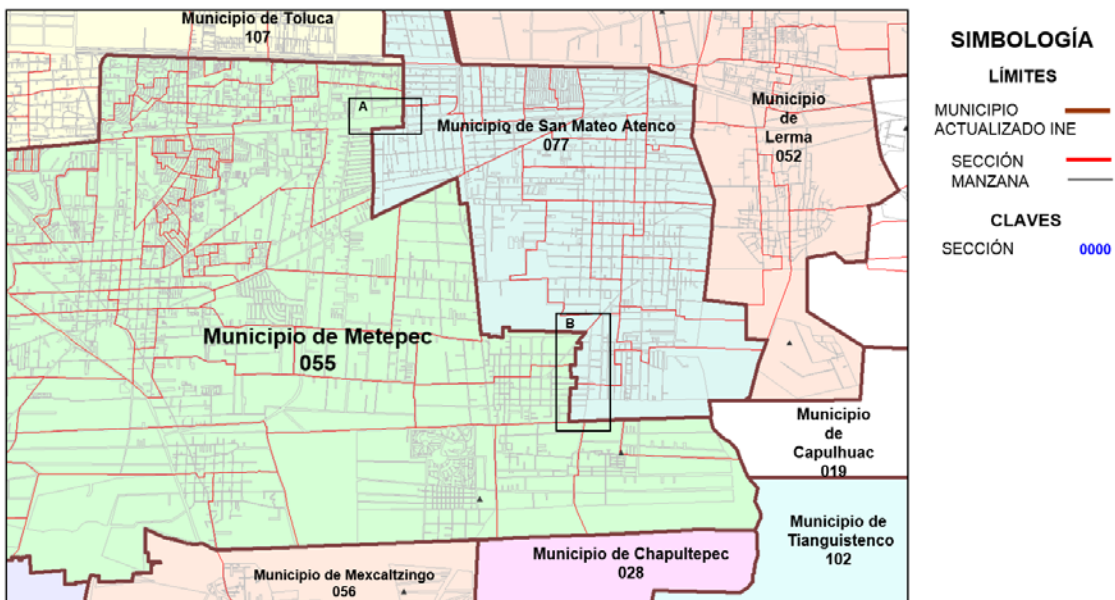 Municipio de Toluca
107
A
Municipio de San Mateo Atenco
077
Municipio
de
Lerma
052
B
Municipio de Metepec
055
Municipio
de
Capulhuac
019
Municipio de
Tianguistenco
102
Municipio de Chapultepec
028
Municipio de Mexcaltzingo
056
SIMBOLOGÍA
LÍMITES
MUNICIPIO
ACTUALIZADO INE
SECCIÓN
MANZANA
CLAVES
SECCIÓN 0000